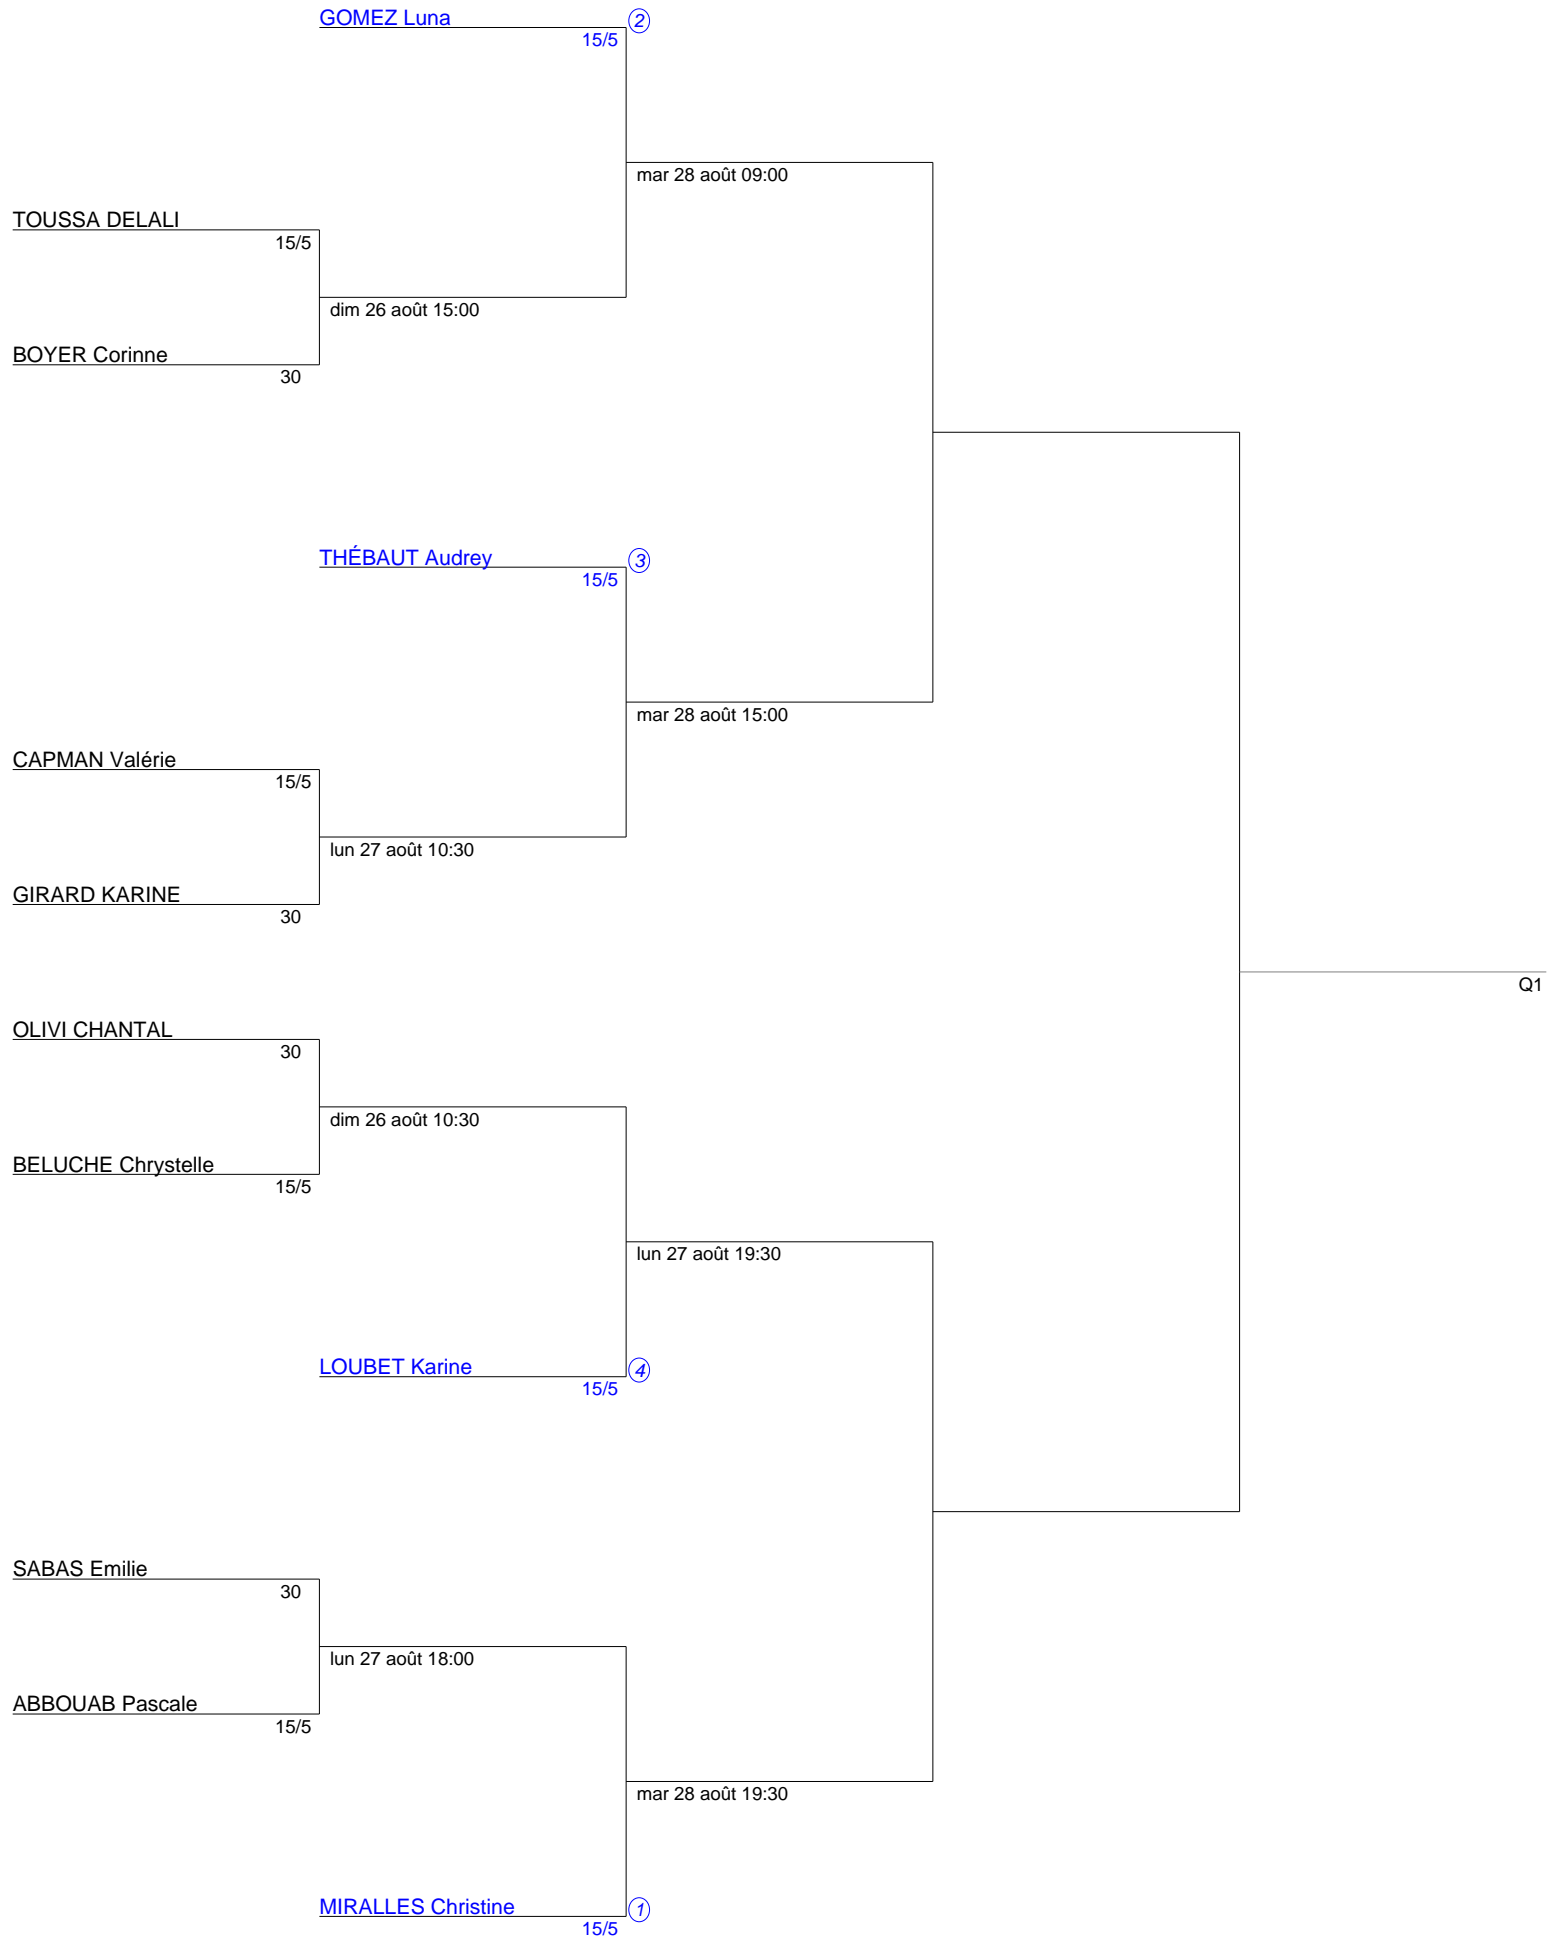 GOMEZ Luna
2
15/5
mar 28 août 09:00
TOUSSA DELALI
15/5
dim 26 août 15:00
BOYER Corinne
30
THÉBAUT Audrey
3
15/5
mar 28 août 15:00
CAPMAN Valérie
15/5
lun 27 août 10:30
GIRARD KARINE
30
Q1
OLIVI CHANTAL
30
dim 26 août 10:30
BELUCHE Chrystelle
15/5
lun 27 août 19:30
LOUBET Karine
4
15/5
SABAS Emilie
30
lun 27 août 18:00
ABBOUAB Pascale
15/5
mar 28 août 19:30
MIRALLES Christine
1
15/5